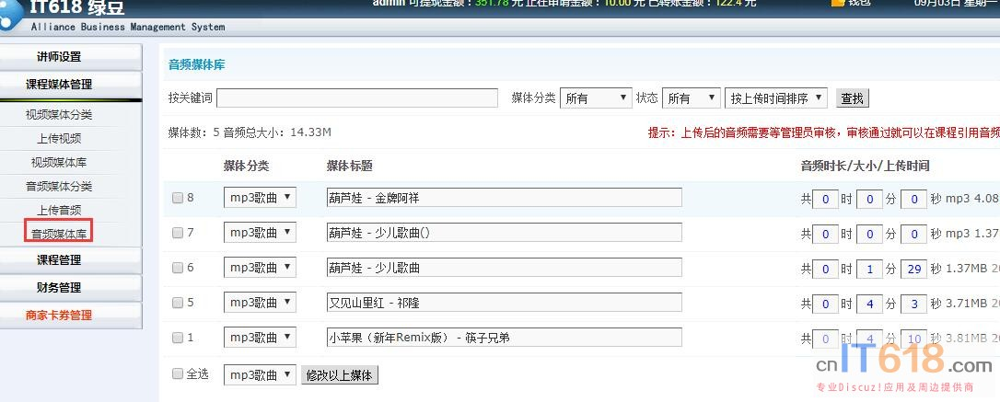 IT618 绿豆
admin 可提现金额：351.78 元 正在申请金额：10.00 元 已转账金额：122.4 元 钱包 09月03日 星期一
Alliance Business Management System
讲师设置
课程媒体管理
视频媒体分类
上传视频
视频媒体库
音频媒体分类
上传音频
音频媒体库
课程管理
财务管理
商家卡券管理
音频媒体库
按关键词 媒体分类 所有 状态 所有 按上传时间排序 查找
媒体数：5 音频总大小：14.33M 提示：上传后的音频需要等管理员审核，审核通过就可以在课程引用音频
媒体分类 媒体标题 音频时长/大小/上传时间
8 mp3歌曲 葫芦娃 - 金牌阿祥 共 0 时 0 分 0 秒 mp3 4.08
7 mp3歌曲 葫芦娃 - 少儿歌曲() 共 0 时 0 分 0 秒 mp3 1.37
6 mp3歌曲 葫芦娃 - 少儿歌曲 共 0 时 1 分 29 秒 1.37MB 20
5 mp3歌曲 又见山里红 - 祁隆 共 0 时 4 分 3 秒 3.71MB 20
1 mp3歌曲 小苹果（新年Remix版） - 筷子兄弟 共 0 时 4 分 10 秒 3.81MB 20
全选 mp3歌曲 修改以上媒体
cnIT618.com
专业Discuz!应用及周边提供商